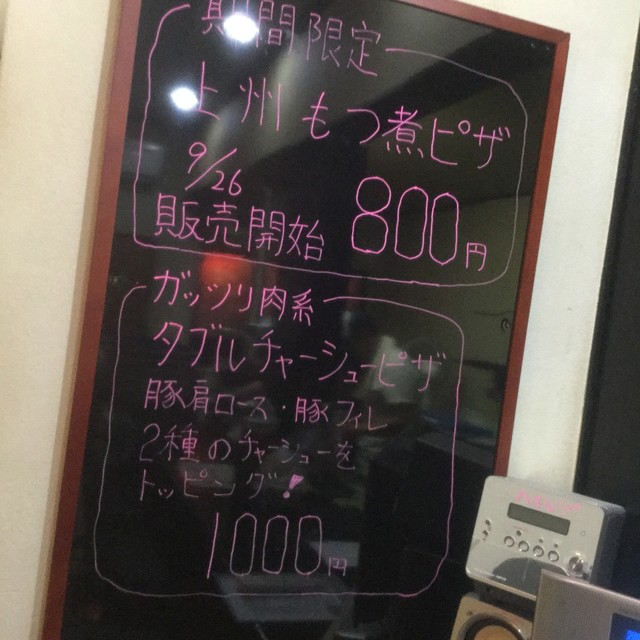 期間限定
上州もつ煮ピザ
9/26
販売開始 800円
ガッツリ肉系
タブルチャーシューピザ
豚肩ロース・豚フィレ
2種のチャーシューを
トッピング!
1000円